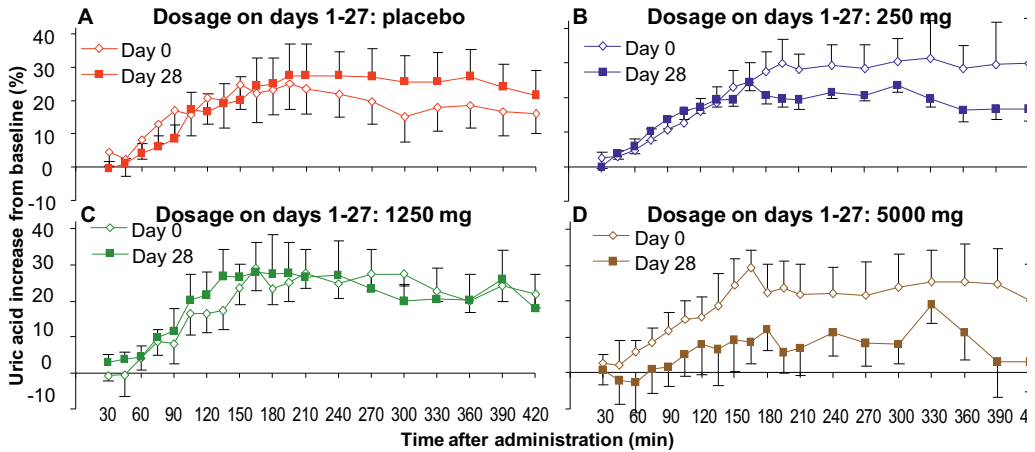 A Dosage on days 1-27: placebo
Day 0
Day 28
40
30
20
10
0
-10
B Dosage on days 1-27: 250 mg
Day 0
Day 28
C Dosage on days 1-27: 1250 mg
Day 0
Day 28
40
30
20
10
0
-10
D Dosage on days 1-27: 5000 mg
Day 0
Day 28
Uric acid increase from baseline (%)
30 60 90 120 150 180 210 240 270 300 330 360 390 420
30 60 90 120 150 180 210 240 270 300 330 360 390
Time after administration (min)